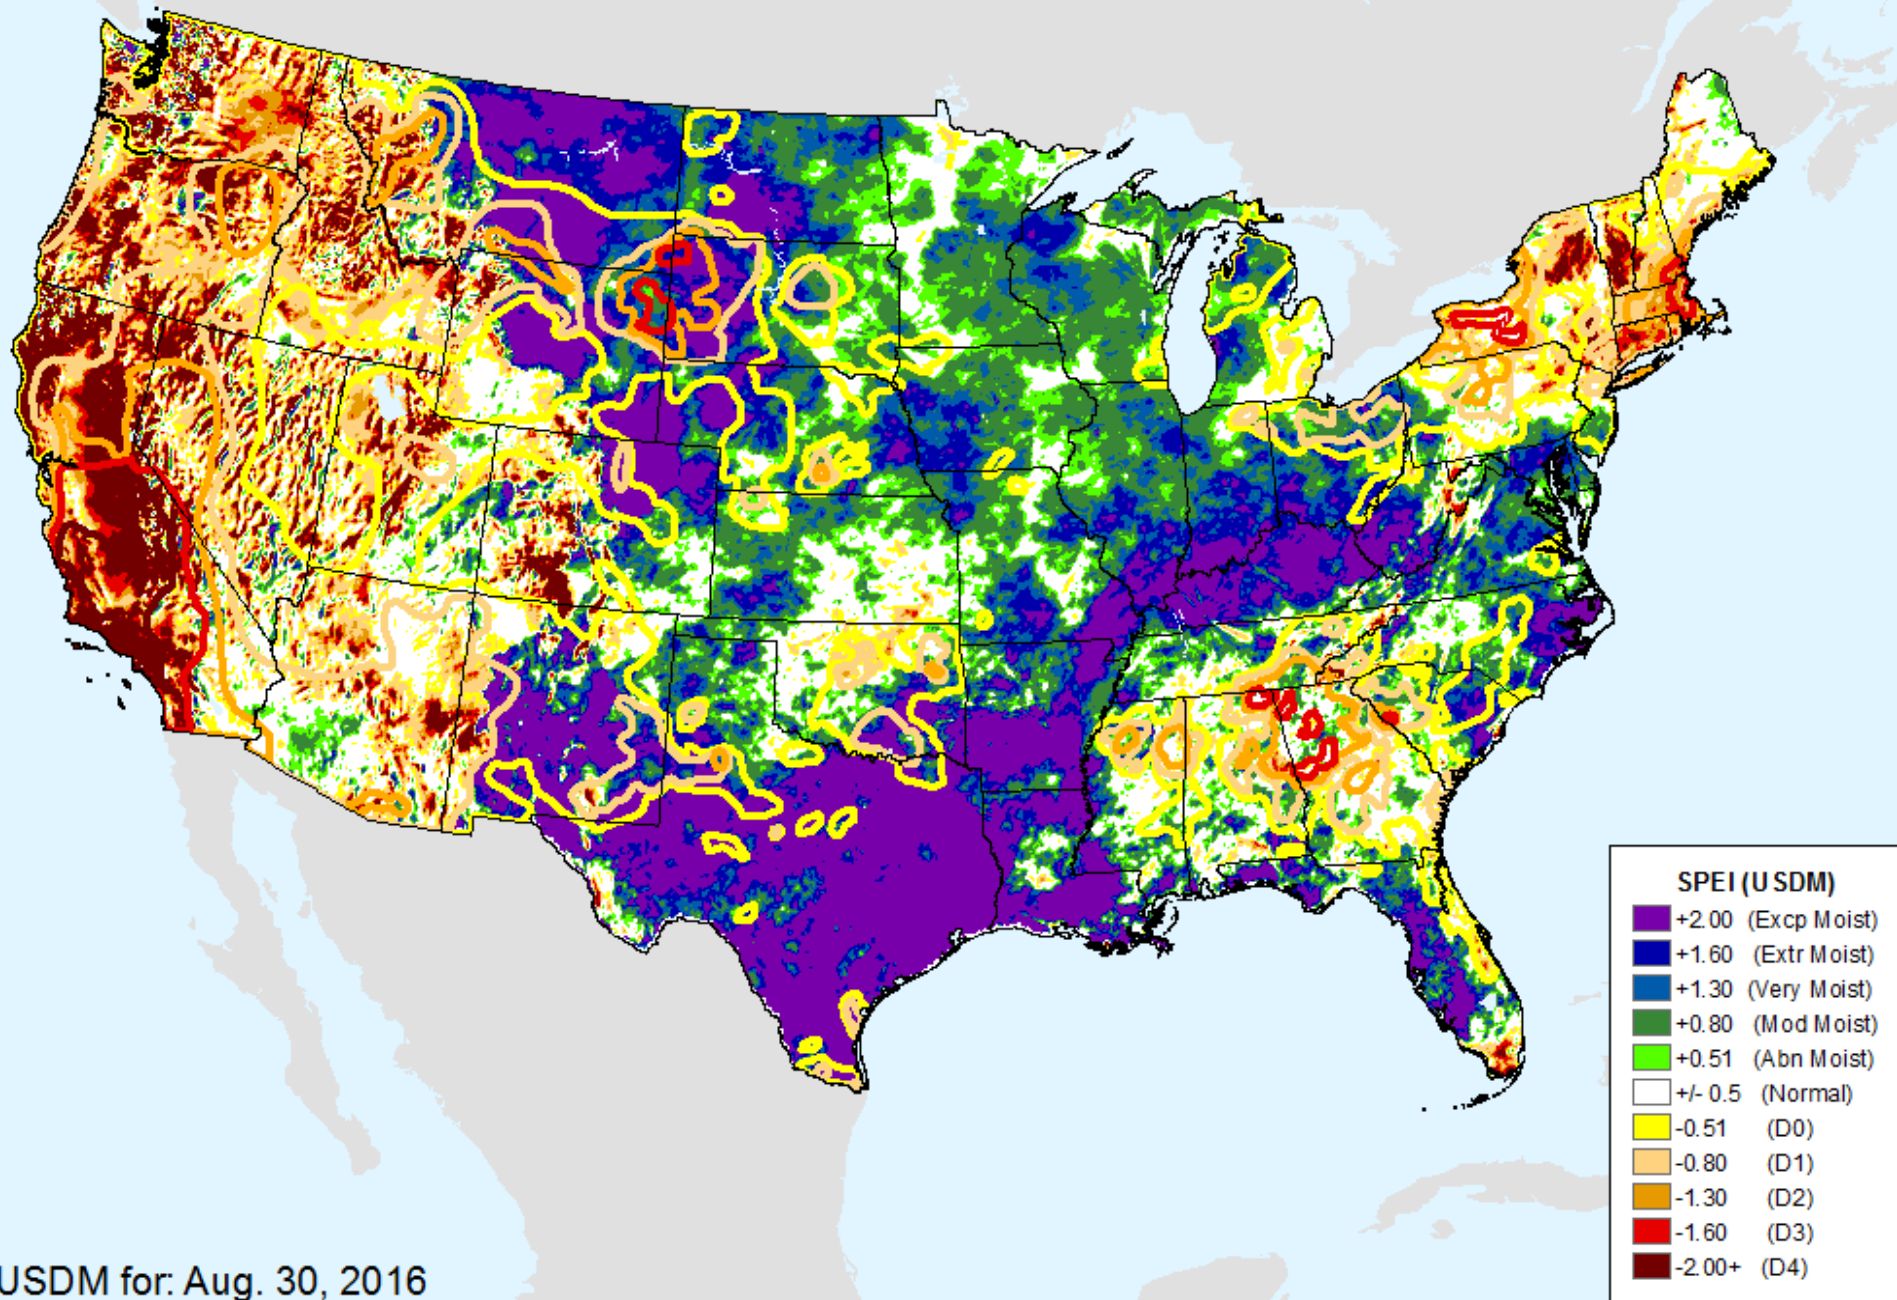 SPEI (USDM)
+2.00 (Excp Moist)
+1.60 (Extr Moist)
+1.30 (Very Moist)
+0.80 (Mod Moist)
+0.51 (Abn Moist)
+/- 0.5 (Normal)
-0.51 (D0)
-0.80 (D1)
-1.30 (D2)
-1.60 (D3)
-2.00+ (D4)
USDM for: Aug. 30, 2016